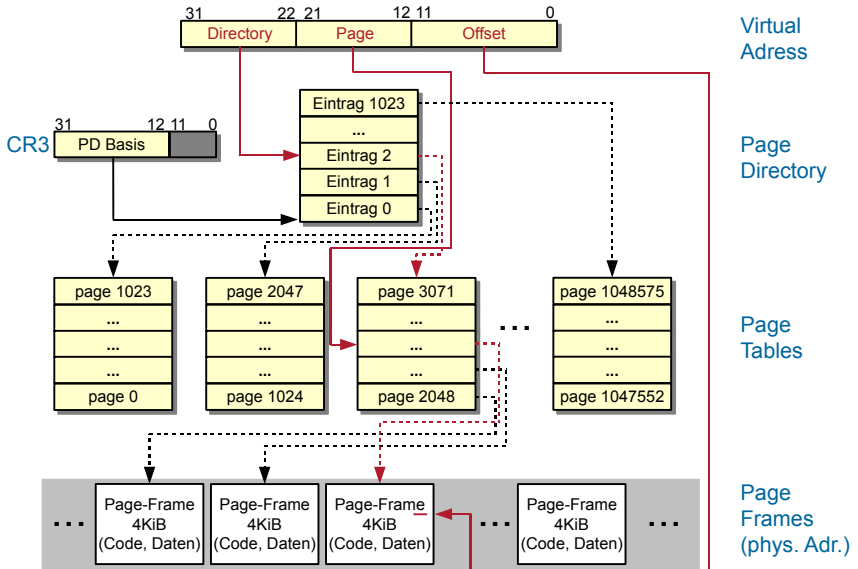 31 22 21 12 11 0
Directory Page Offset
Virtual
Adress
CR3
31 12 11 0
PD Basis
Eintrag 1023
...
Eintrag 2
Eintrag 1
Eintrag 0
Page
Directory
page 1023
...
...
...
page 0
page 2047
...
...
...
page 1024
page 3071
...
...
...
page 2048
...
page 1048575
...
...
...
page 1047552
Page
Tables
...
Page-Frame
4KiB
(Code, Daten)
Page-Frame
4KiB
(Code, Daten)
Page-Frame
4KiB
(Code, Daten)
...
Page-Frame
4KiB
(Code, Daten)
...
Page
Frames
(phys. Adr.)